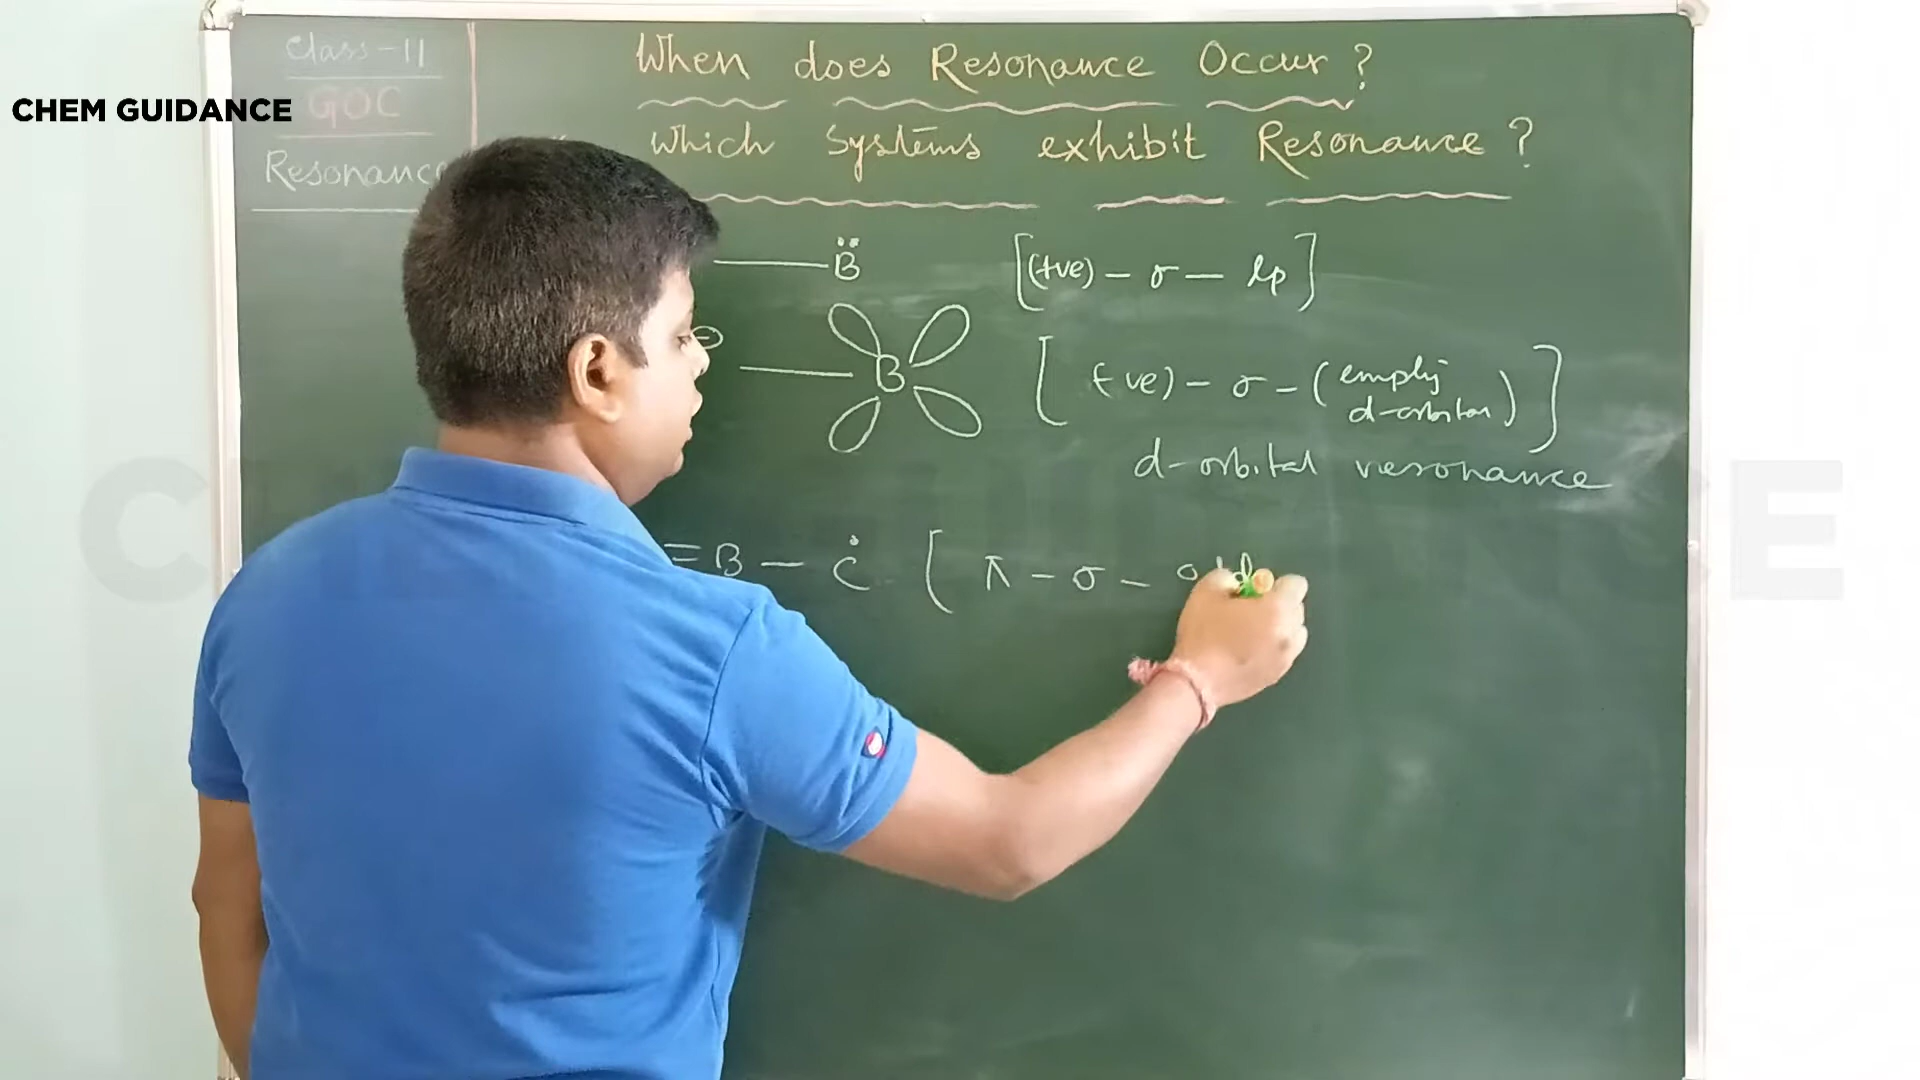 Class-11
When does Resonance Occur?
CHEM GUIDANCE
GOC
Which Systems exhibit Resonance?
Resonance
B̈ [(+ve) - σ - lp]
⊖
B [+ve) - σ - (empty
d-orbital)]
d-orbital resonance
= B - Ċ [π - σ -